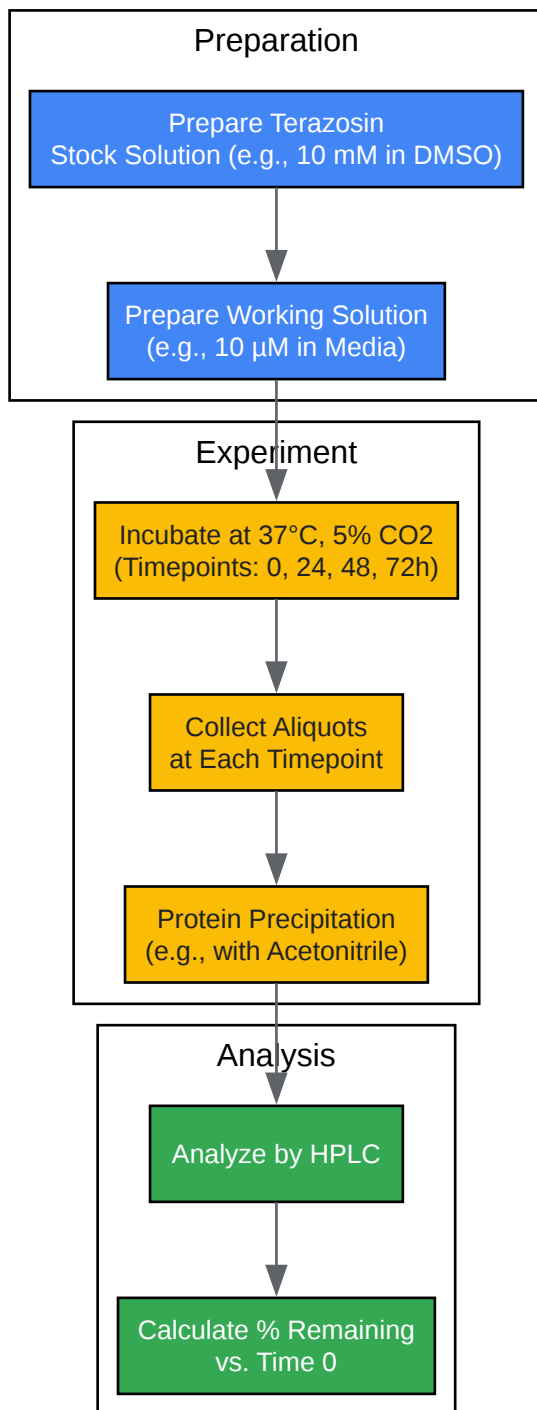 Preparation
Prepare Terazosin
Stock Solution (e.g., 10 mM in DMSO)
Prepare Working Solution
(e.g., 10 µM in Media)
Experiment
Incubate at 37°C, 5% CO2
(Timepoints: 0, 24, 48, 72h)
Collect Aliquots
at Each Timepoint
Protein Precipitation
(e.g., with Acetonitrile)
Analysis
Analyze by HPLC
Calculate % Remaining
vs. Time 0